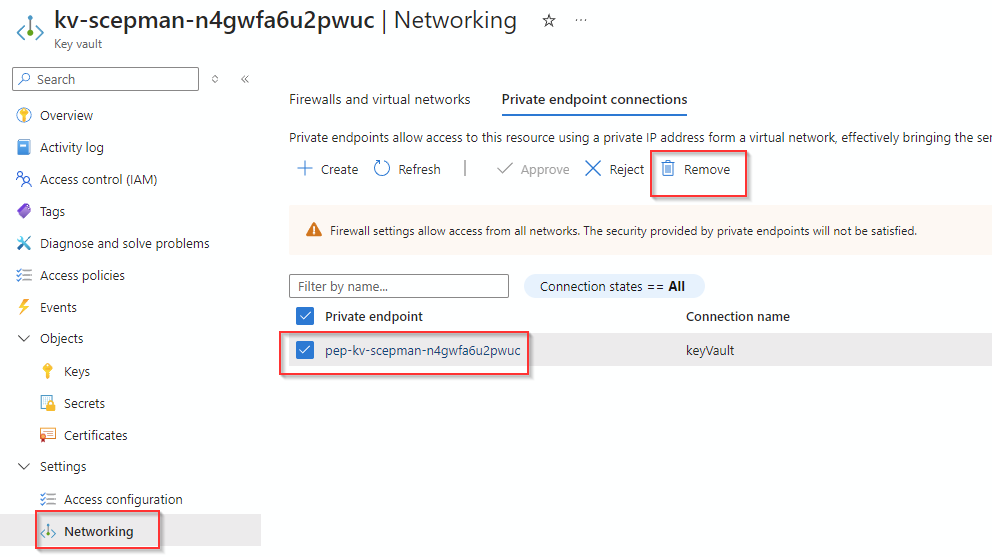 kv-scepman-n4gwfa6u2pwuc | Networking
Key vault
Search
Overview
Activity log
Access control (IAM)
Tags
Diagnose and solve problems
Access policies
Events
Objects
Keys
Secrets
Certificates
Settings
Access configuration
Networking
Firewalls and virtual networks Private endpoint connections
Private endpoints allow access to this resource using a private IP address form a virtual network, effectively bringing the ser
Create Refresh | Approve Reject Remove
Firewall settings allow access from all networks. The security provided by private endpoints will not be satisfied.
Filter by name... Connection states == All
Private endpoint Connection name
pep-kv-scepman-n4gwfa6u2pwuc keyVault